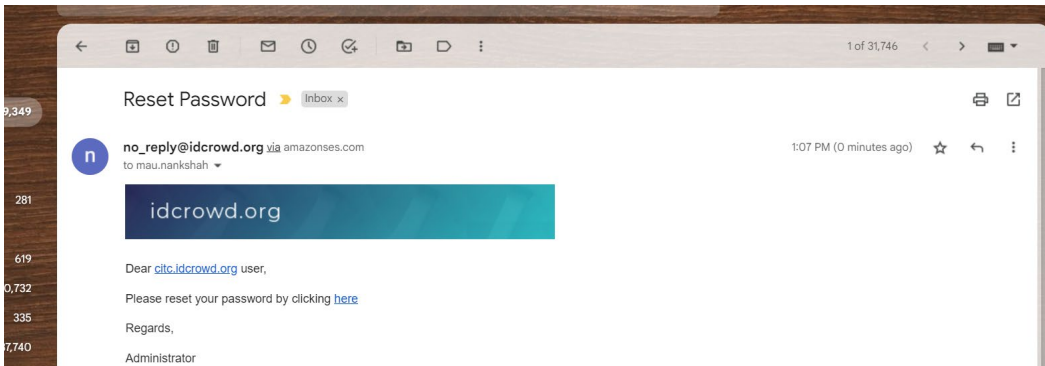 1 of 31,746
Reset Password Inbox x
9,349
no_reply@idcrowd.org via amazonses.com 1:07 PM (0 minutes ago)
n
to mau.nankshah
281
idcrowd.org
619
Dear citc.idcrowd.org user,
0,732
Please reset your password by clicking here
335
Regards,
37,740
Administrator